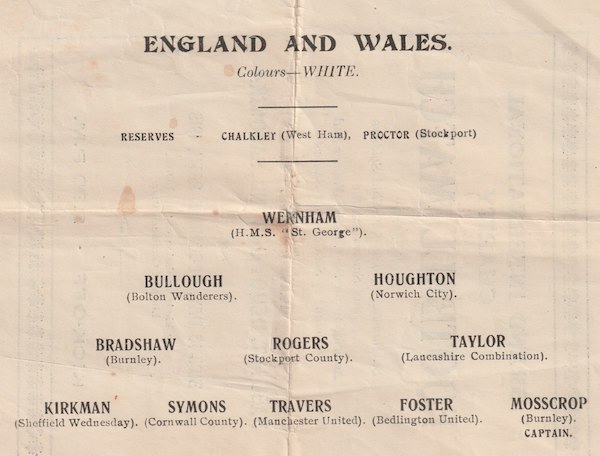 ENGLAND AND WALES.
Colours—WHITE.
RESERVES - CHALKLEY (West Ham), PROCTOR (Stockport)
WERNHAM
(H.M.S. "St. George").
BULLOUGH HOUGHTON
(Bolton Wanderers). (Norwich City).
BRADSHAW ROGERS TAYLOR
(Burnley). (Stockport County). (Lancashire Combination).
KIRKMAN SYMONS TRAVERS FOSTER MOSSCROP
(Sheffield Wednesday). (Cornwall County). (Manchester United). (Bedlington United). (Burnley).
CAPTAIN.